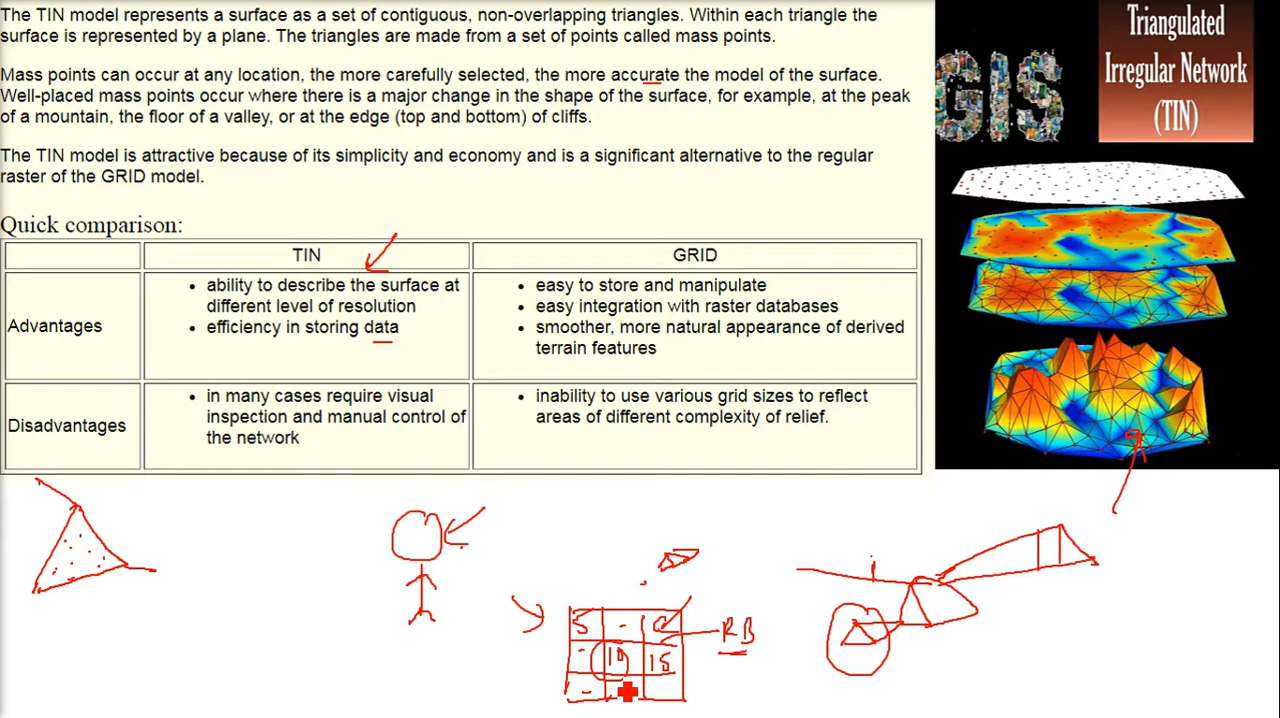 The TIN model represents a surface as a set of contiguous, non-overlapping triangles. Within each triangle the
surface is represented by a plane. The triangles are made from a set of points called mass points.
Mass points can occur at any location, the more carefully selected, the more accurate the model of the surface.
Well-placed mass points occur where there is a major change in the shape of the surface, for example, at the peak
of a mountain, the floor of a valley, or at the edge (top and bottom) of cliffs.
The TIN model is attractive because of its simplicity and economy and is a significant alternative to the regular
raster of the GRID model.
Quick comparison:
TIN
GRID
Advantages
• ability to describe the surface at
different level of resolution
• efficiency in storing data
• easy to store and manipulate
• easy integration with raster databases
• smoother, more natural appearance of derived
terrain features
Disadvantages
• in many cases require visual
inspection and manual control of
the network
• inability to use various grid sizes to reflect
areas of different complexity of relief.
GIS
Triangulated
Irregular Network
(TIN)
5 -
- 10 15
-
RB